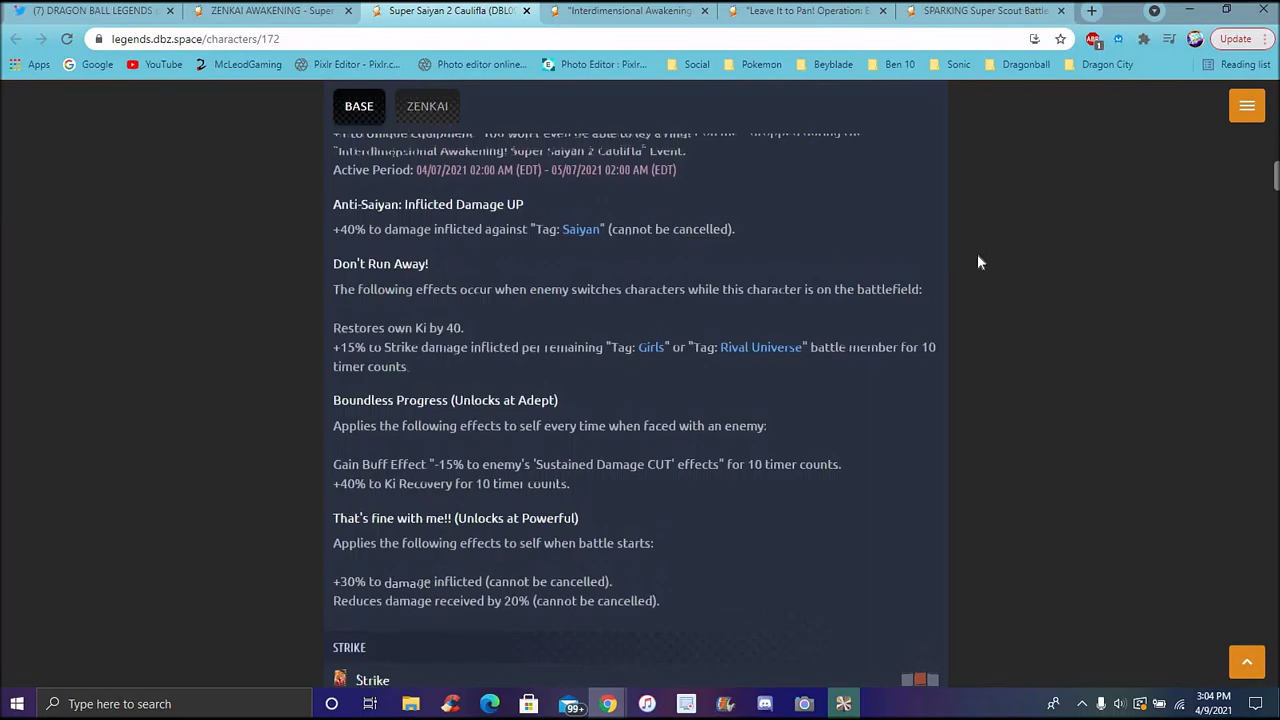 (7) DRAGON BALL LEGENDS
ZENKAI AWAKENING - Super
Super Saiyan 2 Caulifla (DBL0
"Interdimensional Awakening
"Leave It to Pan! Operation: E
SPARKING Super Scout Battle
legends.dbz.space/characters/172
ABP
1
Update
Apps
Google
YouTube
McLeodGaming
Pixlr Editor - Pixlr.c...
Photo editor online...
Photo Editor : Pixlr...
Social
Pokemon
Beyblade
Ben 10
Sonic
Dragonball
Dragon City
Reading list
BASE
ZENKAI
"Interdimensional Awakening! Super Saiyan 2 Caulifla" Event.
Active Period: 04/07/2021 02:00 AM (EDT) - 05/07/2021 02:00 AM (EDT)
Anti-Saiyan: Inflicted Damage UP
+40% to damage inflicted against "Tag: Saiyan" (cannot be cancelled).
Don't Run Away!
The following effects occur when enemy switches characters while this character is on the battlefield:
Restores own Ki by 40.
+15% to Strike damage inflicted per remaining "Tag: Girls" or "Tag: Rival Universe" battle member for 10
timer counts.
Boundless Progress (Unlocks at Adept)
Applies the following effects to self every time when faced with an enemy:
Gain Buff Effect "-15% to enemy's 'Sustained Damage CUT' effects" for 10 timer counts.
+40% to Ki Recovery for 10 timer counts.
That's fine with me!! (Unlocks at Powerful)
Applies the following effects to self when battle starts:
+30% to damage inflicted (cannot be cancelled).
Reduces damage received by 20% (cannot be cancelled).
STRIKE
Strike
Type here to search
99+
3:04 PM
4/9/2021